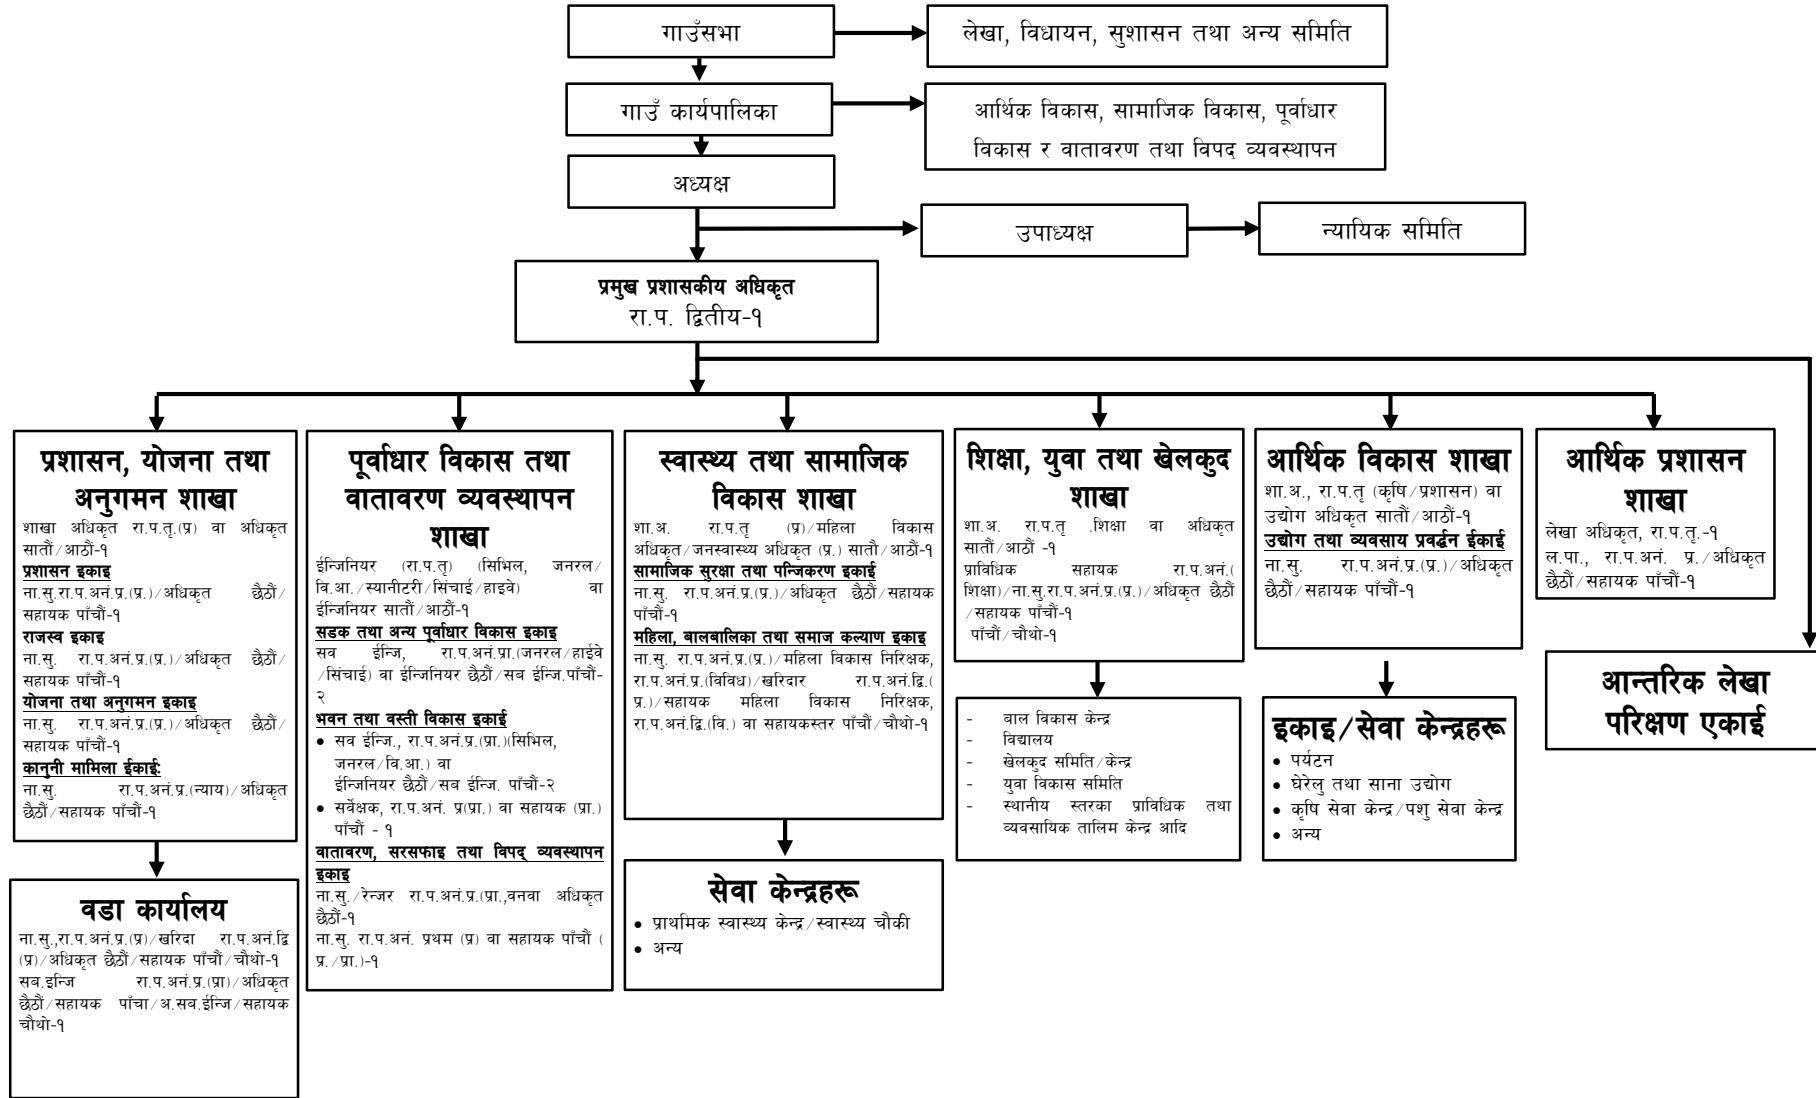 गाउँसभा
लेखा, विधायन, सुशासन तथा अन्य समिति
गाउँ कार्यपालिका
आर्थिक विकास, सामाजिक विकास, पूर्वाधार
विकास र वातावरण तथा विपद् व्यवस्थापन
अध्यक्ष
उपाध्यक्ष
न्यायिक समिति
प्रमुख प्रशासकीय अधिकृत
रा.प. द्वितीय-१
प्रशासन, योजना तथा
अनुगमन शाखा
शाखा अधिकृत रा.प.तृ.(प्र) वा अधिकृत
सातौं/आठौं-१
प्रशासन इकाइ
ना.सु.रा.प.अनं.प्र.(प्र.)/अधिकृत छैठौं/
सहायक पाँचौं-१
राजस्व इकाइ
ना.सु. रा.प.अनं.प्र.(प्र.)/अधिकृत छैठौं/
सहायक पाँचौं-१
योजना तथा अनुगमन इकाइ
ना.सु. रा.प.अनं.प्र.(प्र.)/अधिकृत छैठौं/
सहायक पाँचौं-१
कानुनी मामिला ईकाई:
ना.सु. रा.प.अनं.प्र.(न्याय)/अधिकृत
छैठौं/सहायक पाँचौं-१
वडा कार्यालय
ना.सु.,रा.प.अनं.प्र.(प्र)/खरिदा रा.प.अनं.द्वि
(प्र)/अधिकृत छैठौं/सहायक पाँचौं/चौथो-१
सब.इन्जि रा.प.अनं.प्र.(प्रा)/अधिकृत
छैठौं/सहायक पाँचा/अ.सब.ईन्जि/सहायक
चौथो-१
पूर्वाधार विकास तथा
वातावरण व्यवस्थापन
शाखा
ईन्जिनियर (रा.प.तृ) (सिभिल, जनरल/
वि.आ./स्यानीटरी/सिंचाई/हाइवे) वा
ईन्जिनियर सातौं/आठौं-१
सडक तथा अन्य पूर्वाधार विकास इकाइ
सव ईन्जि, रा.प.अनं.प्रा.(जनरल/हाईवे
/सिंचाई) वा ईन्जिनियर छैठौं/सब ईन्जि.पाँचौं-
२
भवन तथा वस्ती विकास इकाई
• सव ईन्जि., रा.प.अनं.प्र.(प्रा.)(सिभिल,
जनरल/वि.आ.) वा
ईन्जिनियर छैठौं/सब ईन्जि. पाँचौं-२
• सर्वेक्षक, रा.प.अनं. प्र(प्रा.) वा सहायक (प्रा.)
पाँचौं - १
वातावरण, सरसफाइ तथा विपद् व्यवस्थापन
इकाइ
ना.सु./रेन्जर रा.प.अनं.प्र.(प्रा.,वनवा अधिकृत
छैठौं-१
ना.सु. रा.प.अनं. प्रथम (प्र) वा सहायक पाँचौं (
प्र./प्रा.)-१
स्वास्थ्य तथा सामाजिक
विकास शाखा
शा.अ. रा.प.तृ (प्र)/महिला विकास
अधिकृत/जनस्वास्थ्य अधिकृत (प्र.) सातौ/आठौं-१
सामाजिक सुरक्षा तथा पन्जिकरण इकाइ
ना.सु. रा.प.अनं.प्र.(प्र.)/अधिकृत छैठौं/सहायक
पाँचौं-१
महिला, बालबालिका तथा समाज कल्याण इकाइ
ना.सु. रा.प.अनं.प्र.(प्र.)/महिला विकास निरिक्षक,
रा.प.अनं.प्र.(विविध)/खरिदार रा.प.अनं.द्वि.(
प्र.)/सहायक महिला विकास निरिक्षक,
रा.प.अनं.द्वि.(वि.) वा सहायकस्तर पाँचौं/चौथो-१
सेवा केन्द्रहरू
• प्राथमिक स्वास्थ्य केन्द्र/स्वास्थ्य चौकी
• अन्य
शिक्षा, युवा तथा खेलकुद
शाखा
शा.अ. रा.प.तृ .शिक्षा वा अधिकृत
सातौं/आठौं -१
प्राविधिक सहायक रा.प.अनं.(
शिक्षा)/ना.सु.रा.प.अनं.प्र.(प्र.)/अधिकृत छैठौं
/सहायक पाँचौं-१
पाँचौं/चौथो-१
- बाल विकास केन्द्र
- विद्यालय
- खेलकुद समिति/केन्द्र
- युवा विकास समिति
- स्थानीय स्तरका प्राविधिक तथा
व्यवसायिक तालिम केन्द्र आदि
आर्थिक विकास शाखा
शा.अ., रा.प.तृ (कृषि/प्रशासन) वा
उद्योग अधिकृत सातौं/आठौं-१
उद्योग तथा व्यवसाय प्रवर्द्धन ईकाई
ना.सु. रा.प.अनं.प्र.(प्र.)/अधिकृत
छैठौं/सहायक पाँचौं-१
इकाइ/सेवा केन्द्रहरू
• पर्यटन
• घेरेलु तथा साना उद्योग
• कृषि सेवा केन्द्र/पशु सेवा केन्द्र
• अन्य
आर्थिक प्रशासन
शाखा
लेखा अधिकृत, रा.प.तृ.-१
ल.पा., रा.प.अनं. प्र./अधिकृत
छैठौं/सहायक पाँचौं-१
आन्तरिक लेखा
परिक्षण एकाई